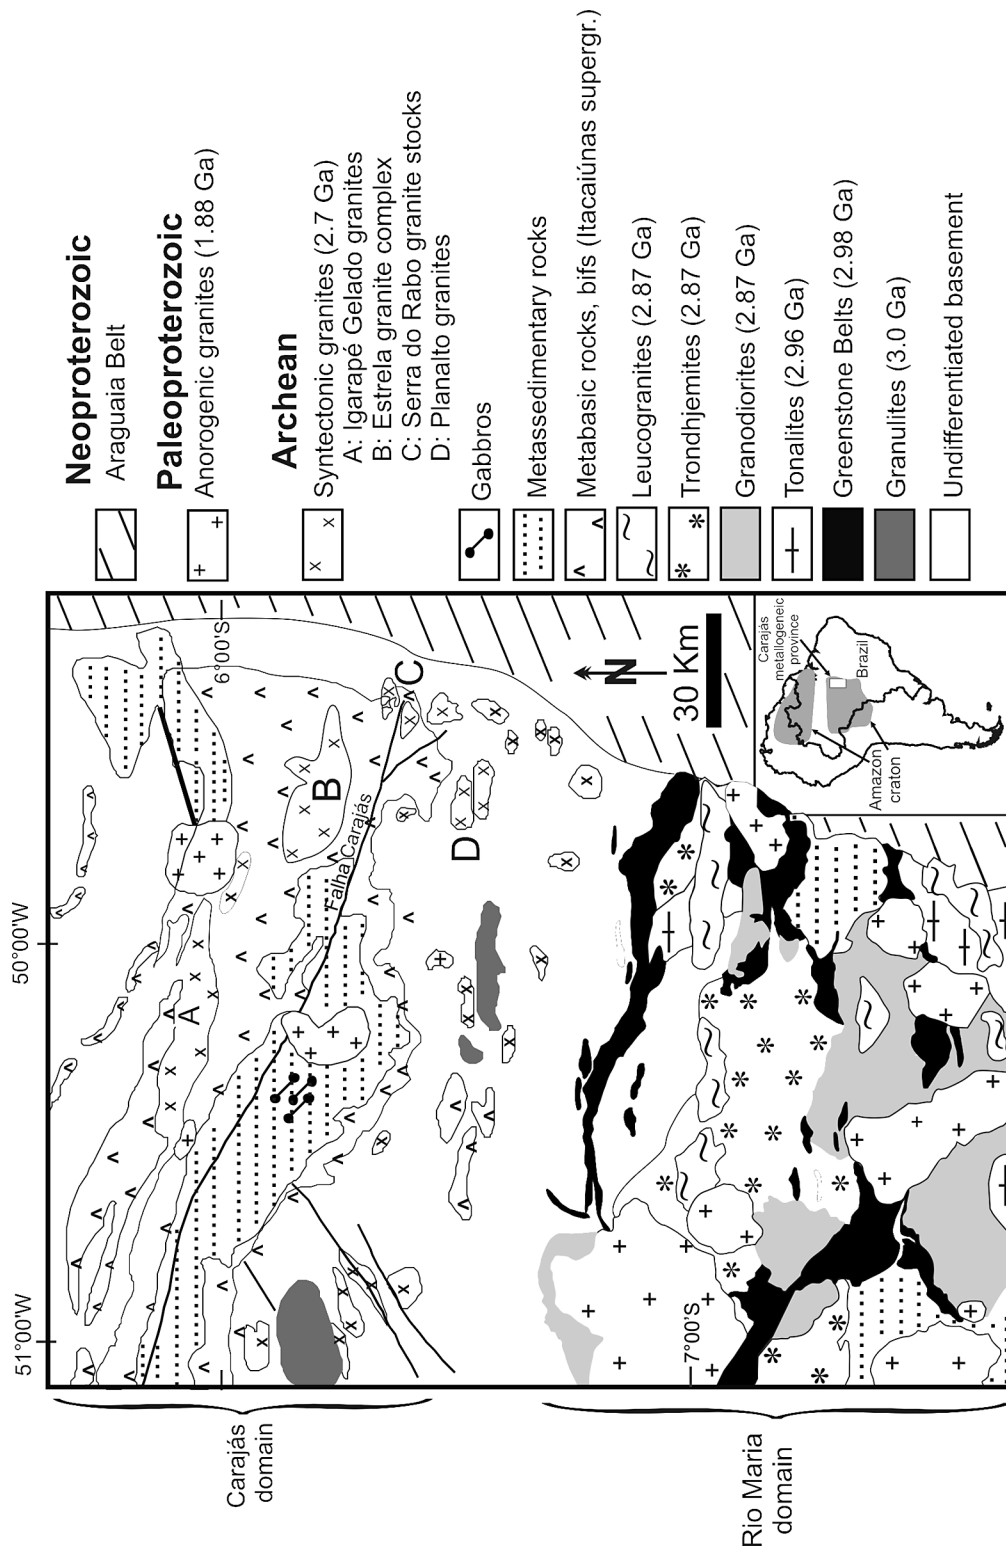 51°00'W
50°00'W
6°00'S
7°00'S
Carajás
domain
Rio Maria
domain
A
B
C
D
Falha Carajás
N
30 Km
Carajás
metallogeneic
province
Brazil
Amazon
craton
Neoproterozoic
Araguaia Belt
Paleoproterozoic
Anorogenic granites (1.88 Ga)
Archean
Syntectonic granites (2.7 Ga)
A: Igarapé Gelado granites
B: Estrela granite complex
C: Serra do Rabo granite stocks
D: Planalto granites
Gabbros
Metassedimentary rocks
Metabasic rocks, bifs (Itacaiúnas supergr.)
Leucogranites (2.87 Ga)
Trondhjemites (2.87 Ga)
Granodiorites (2.87 Ga)
Tonalites (2.96 Ga)
Greenstone Belts (2.98 Ga)
Granulites (3.0 Ga)
Undifferentiated basement